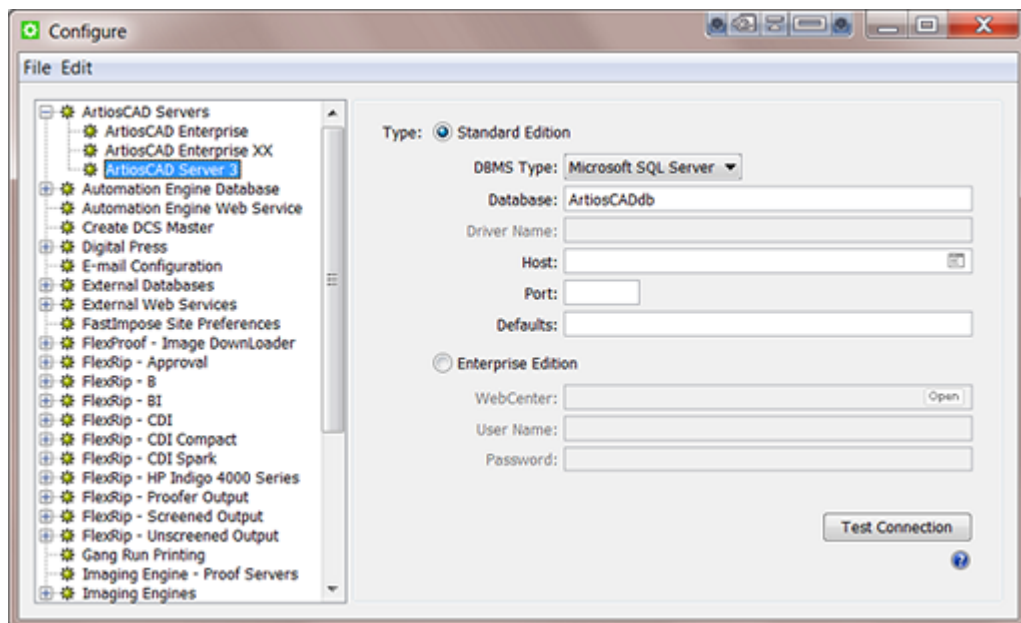 Configure
File Edit
ArtiosCAD Servers
ArtiosCAD Enterprise
ArtiosCAD Enterprise XX
ArtiosCAD Server 3
Automation Engine Database
Automation Engine Web Service
Create DCS Master
Digital Press
E-mail Configuration
External Databases
External Web Services
FastImpose Site Preferences
FlexProof - Image DownLoader
FlexRip - Approval
FlexRip - B
FlexRip - BI
FlexRip - CDI
FlexRip - CDI Compact
FlexRip - CDI Spark
FlexRip - HP Indigo 4000 Series
FlexRip - Proofer Output
FlexRip - Screened Output
FlexRip - Unscreened Output
Gang Run Printing
Imaging Engine - Proof Servers
Imaging Engines
Type: Standard Edition
DBMS Type: Microsoft SQL Server
Database: ArtiosCADdb
Driver Name:
Host:
Port:
Defaults:
Enterprise Edition
WebCenter: Open
User Name:
Password:
Test Connection